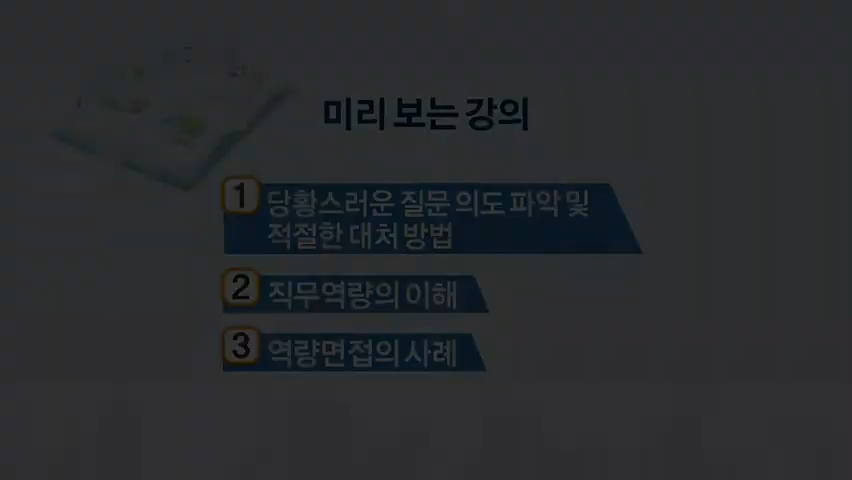 미리 보는 강의
1 당황스러운 질문 의도 파악 및
적절한 대처 방법
2 직무역량의 이해
3 역량면접의 사례